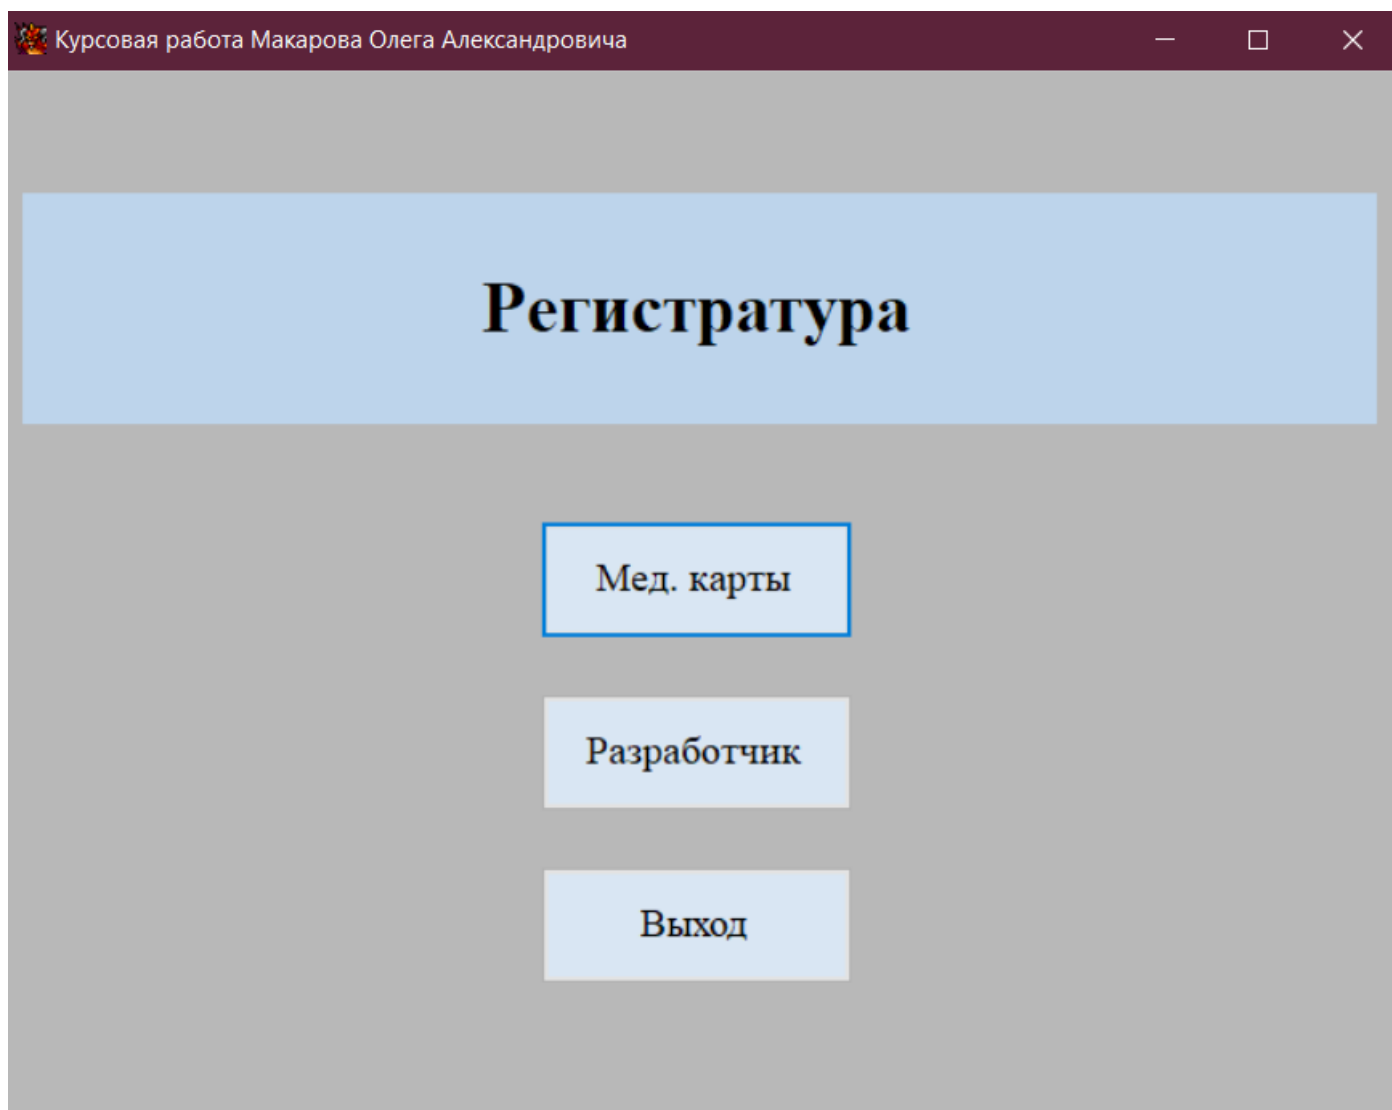 Курсовая работа Макарова Олега Александровича
Регистратура
Мед. карты
Разработчик
Выход